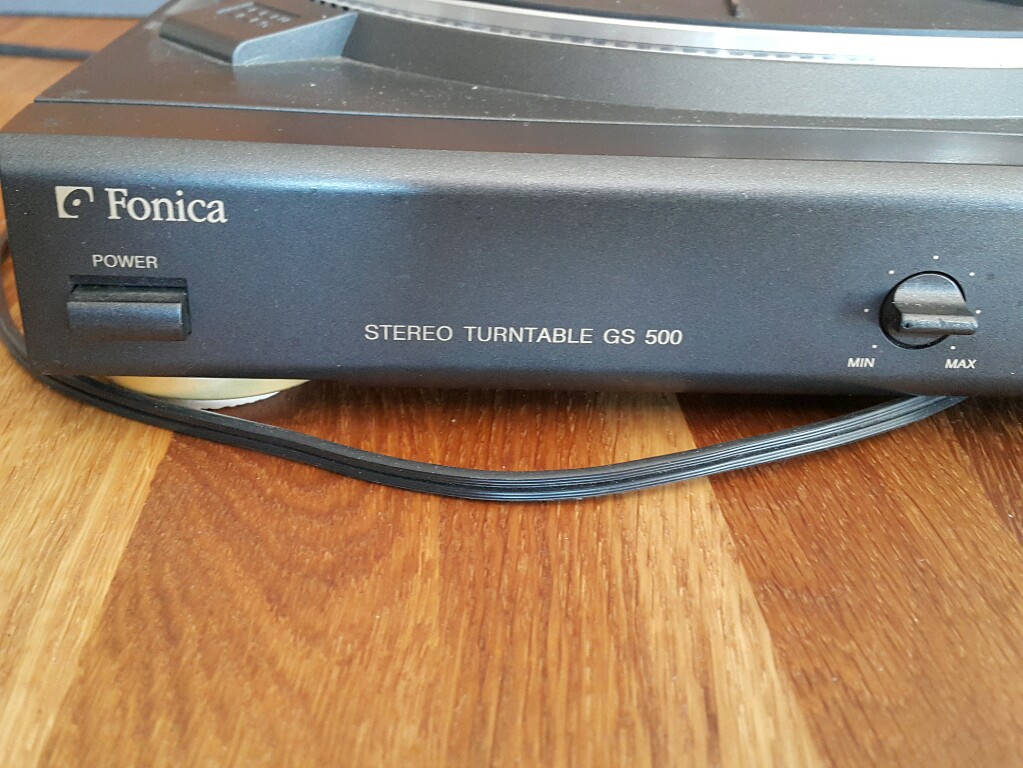 Fonica
POWER
STEREO TURNTABLE GS 500
MIN
MAX